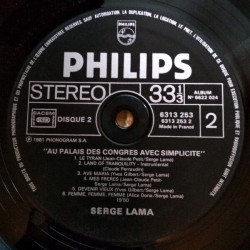 PHILIPS
STEREO 33 1/3 ALBUM N° 6622 024
SACEM DISQUE 2 6313 253 2
6313 253 2
℗ 1981 PHONOGRAM S.A. Made in France
"AU PALAIS DES CONGRES AVEC SIMPLICITE"
1. LE TYRAN (Jean-Claude Petit/Serge Lama)
2. LAND OF TRANQUILITY - Instrumental
(Claude Perraudin)
3. AVE MARIA (Yves Gilbert/Serge Lama)
4. MES FRERES (Jean-Claude Petit/
Serge Lama)
5. DEVENIR VIEUX (Yves Gilbert/Serge Lama)
6. FEMME, FEMME, FEMME (Alice Dona/Serge Lama)
SERGE LAMA